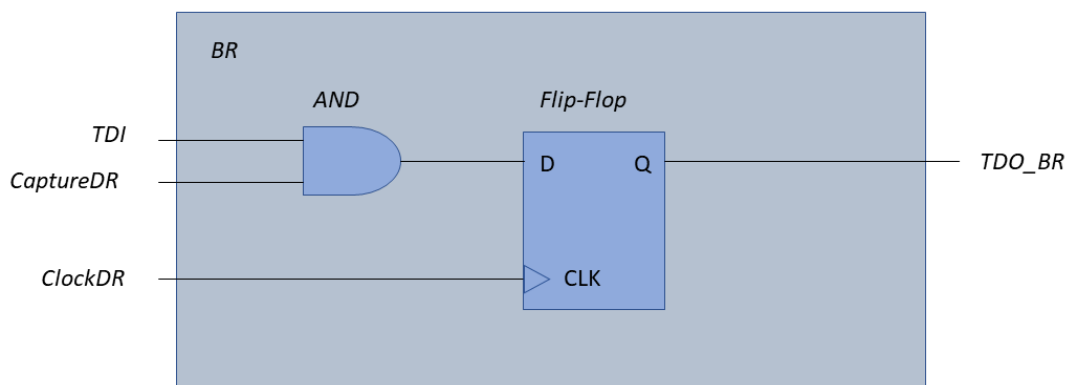 BR
AND
Flip-Flop
TDI
D
Q
TDO_BR
CaptureDR
ClockDR
CLK